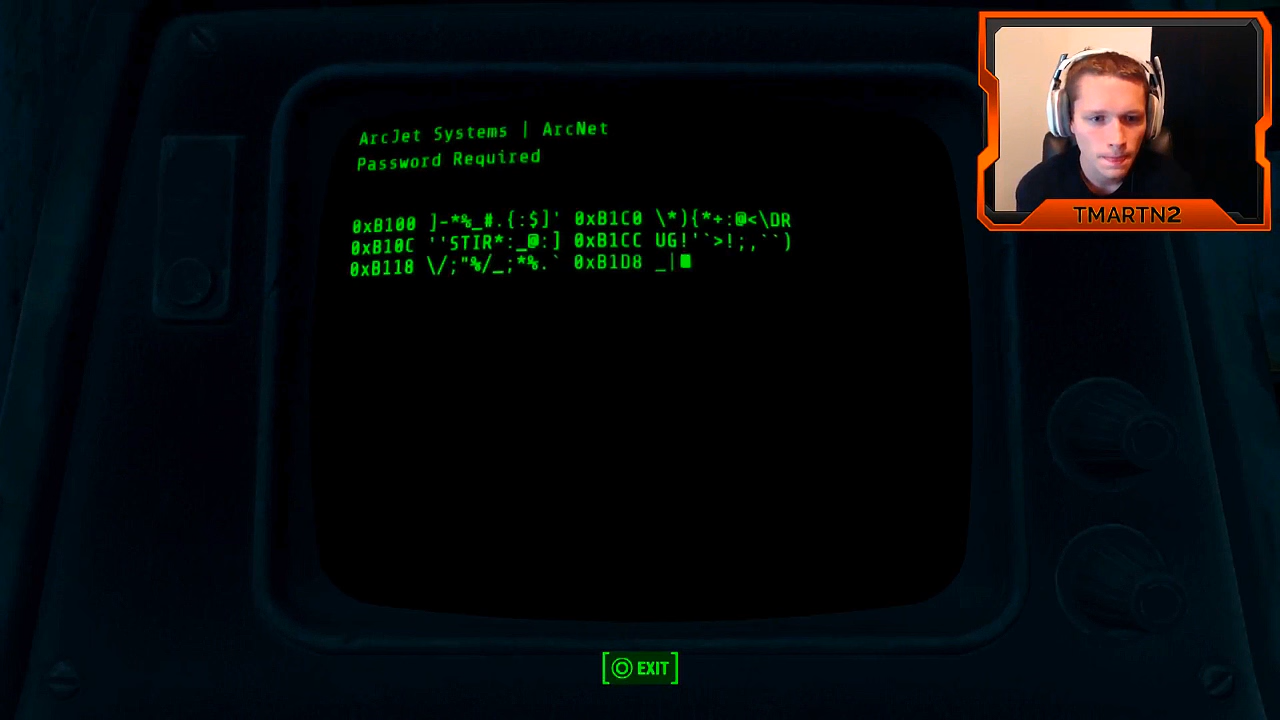 TMARTN2
ArcJet Systems | ArcNet
Password Required
0xB100 ]-*%_#.{:$]' 0xB1C0 \*){*+:@<\DR
0xB10C ''STIR*:_@:] 0xB1CC UG!'`>!;,``)
0xB118 \/;"%/_;*%.` 0xB1D8 _|■
[◎ EXIT]